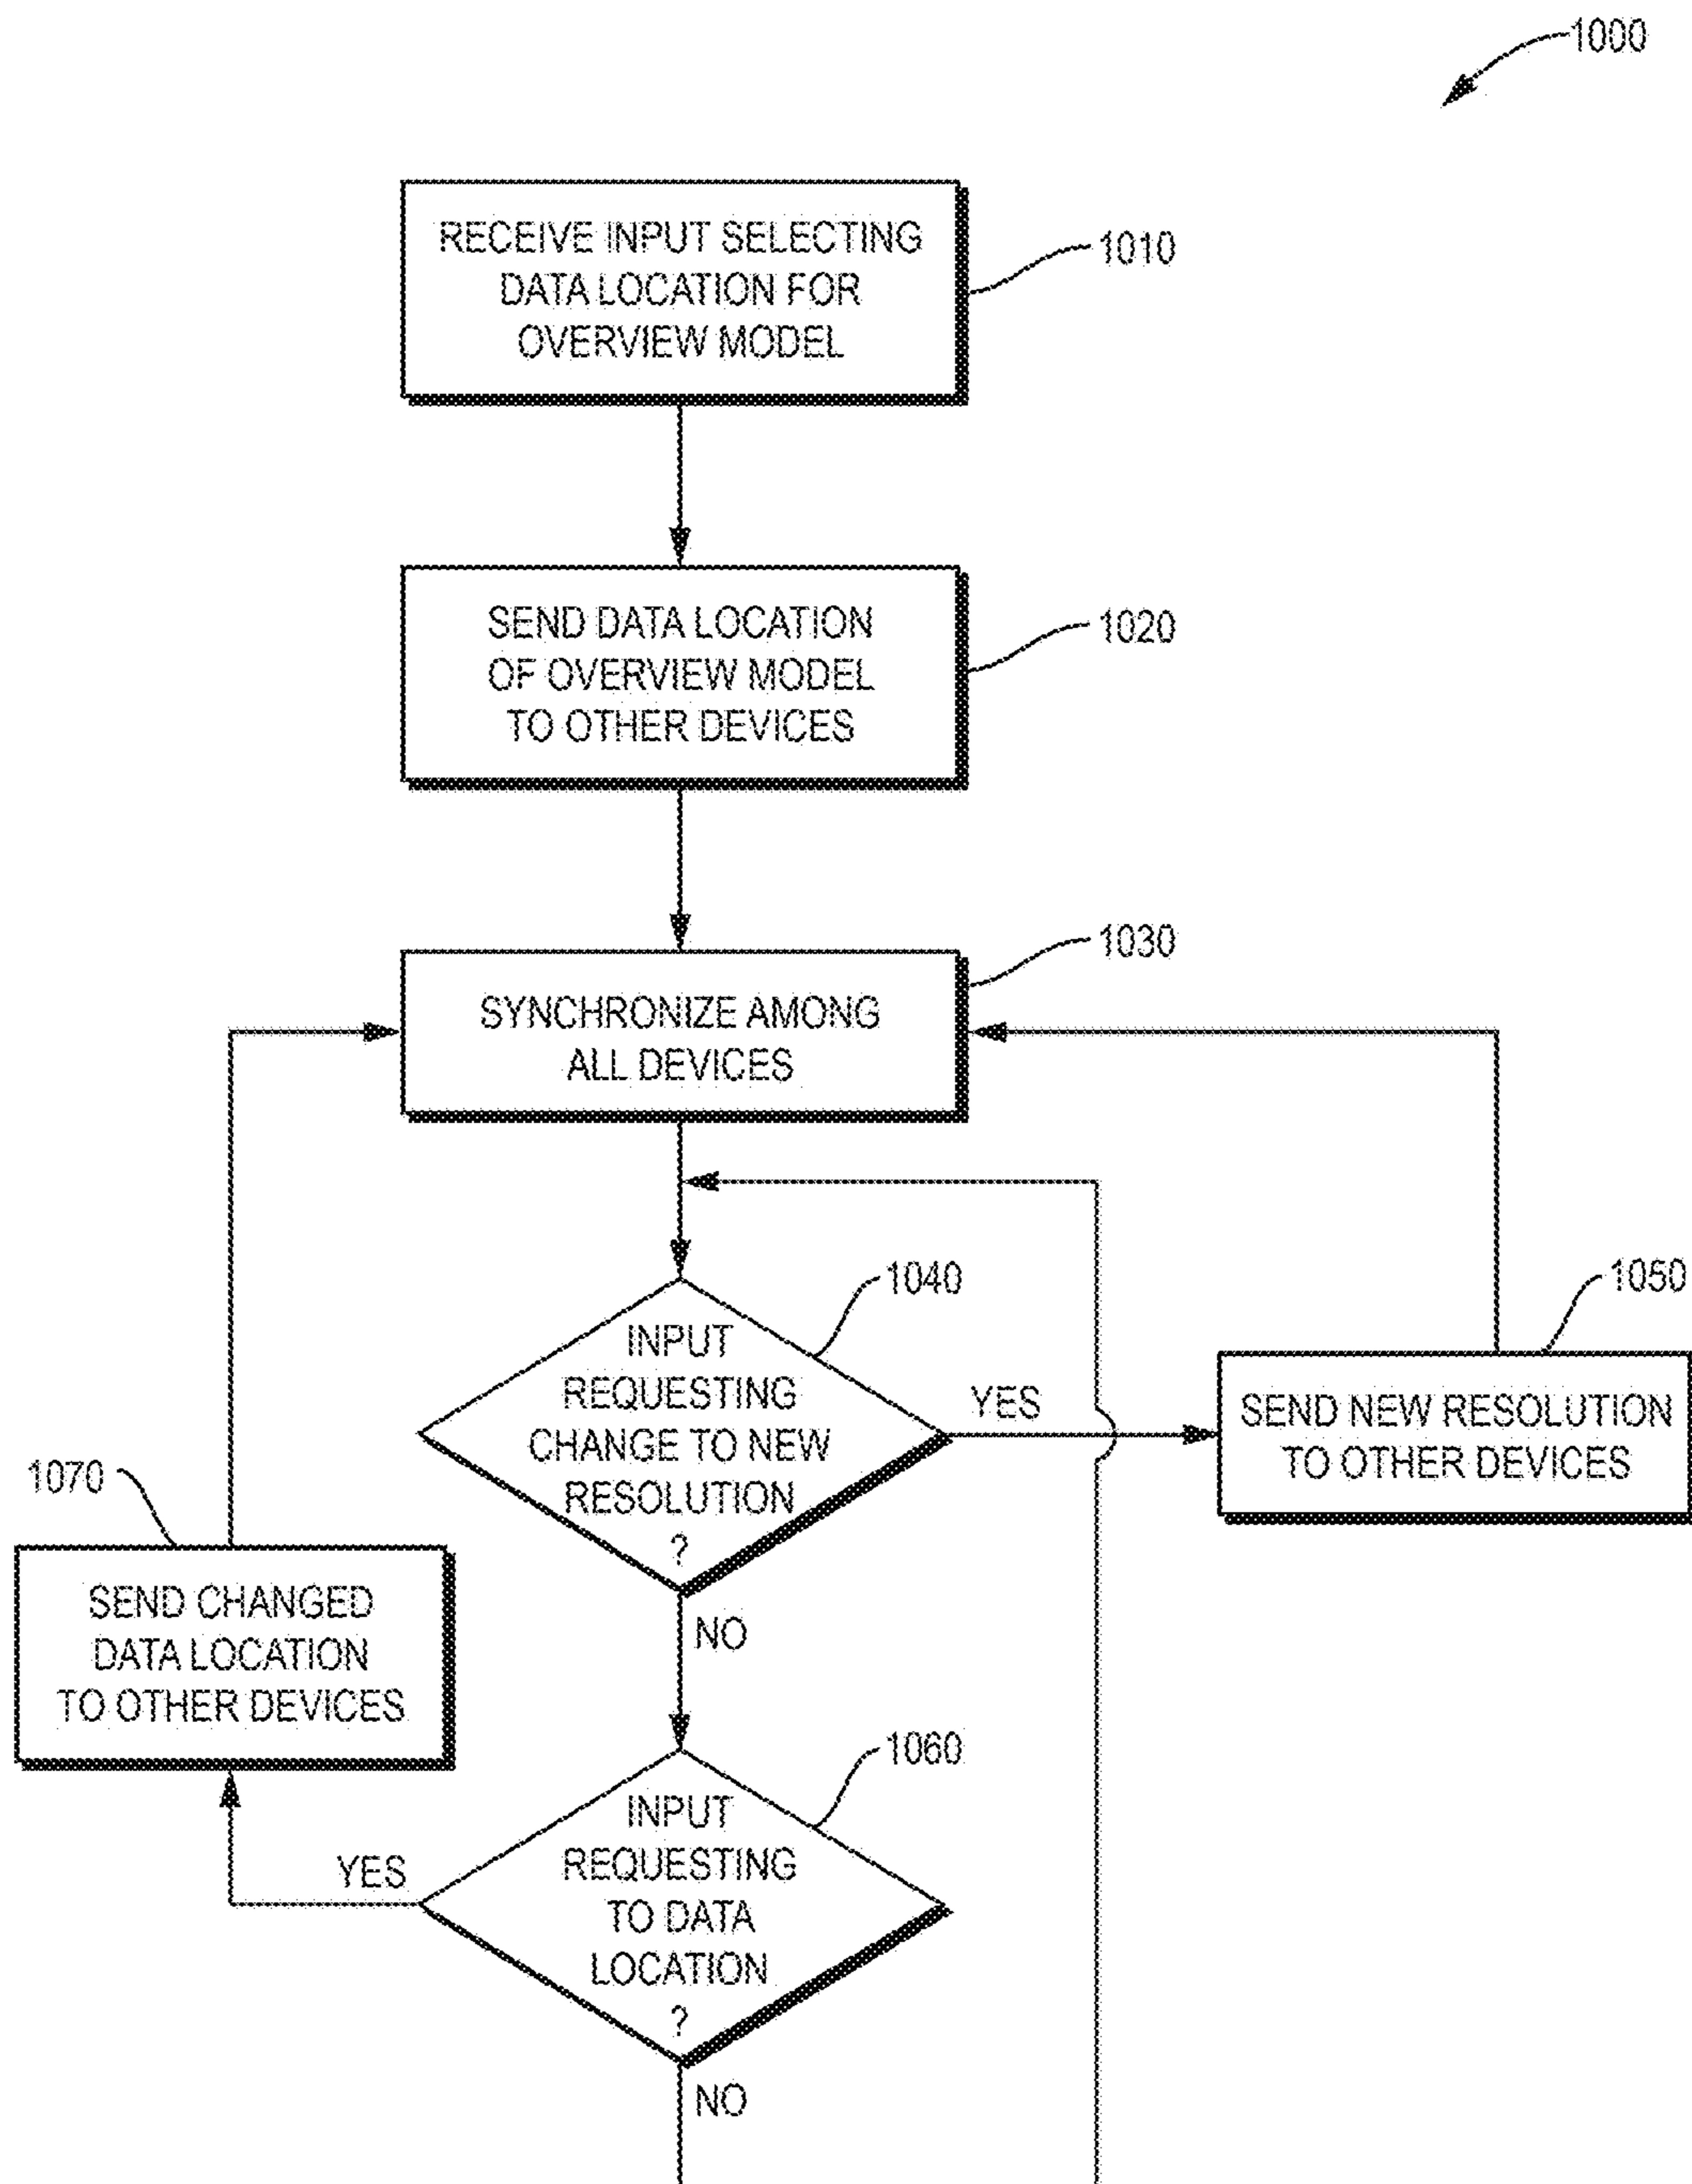 1000
RECEIVE INPUT SELECTING
DATA LOCATION FOR
OVERVIEW MODEL
1010
SEND DATA LOCATION
OF OVERVIEW MODEL
TO OTHER DEVICES
1020
SYNCHRONIZE AMONG
ALL DEVICES
1030
INPUT
REQUESTING
CHANGE TO NEW
RESOLUTION
?
1040
YES
NO
SEND NEW RESOLUTION
TO OTHER DEVICES
1050
1070
SEND CHANGED
DATA LOCATION
TO OTHER DEVICES
INPUT
REQUESTING
TO DATA
LOCATION
?
1060
YES
NO